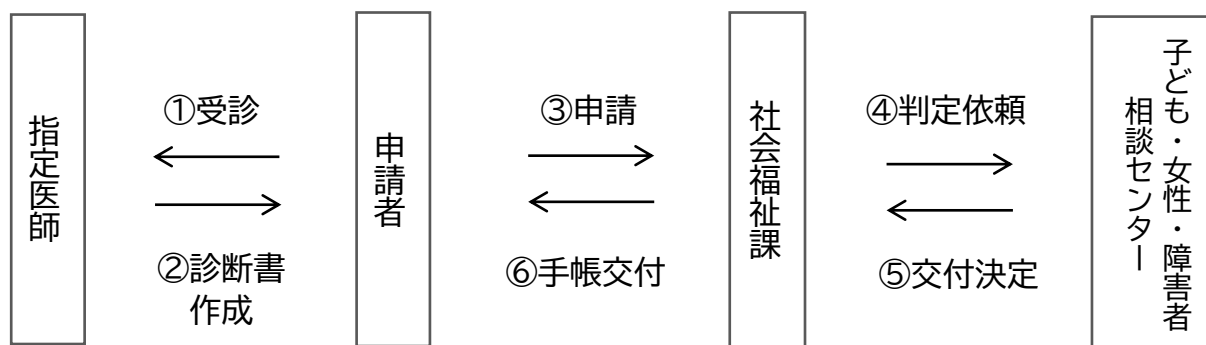 指定医師
①受診
②診断書
作成
申請者
③申請
⑥手帳交付
社会福祉課
④判定依頼
⑤交付決定
子ども・女性・障害者
相談センター